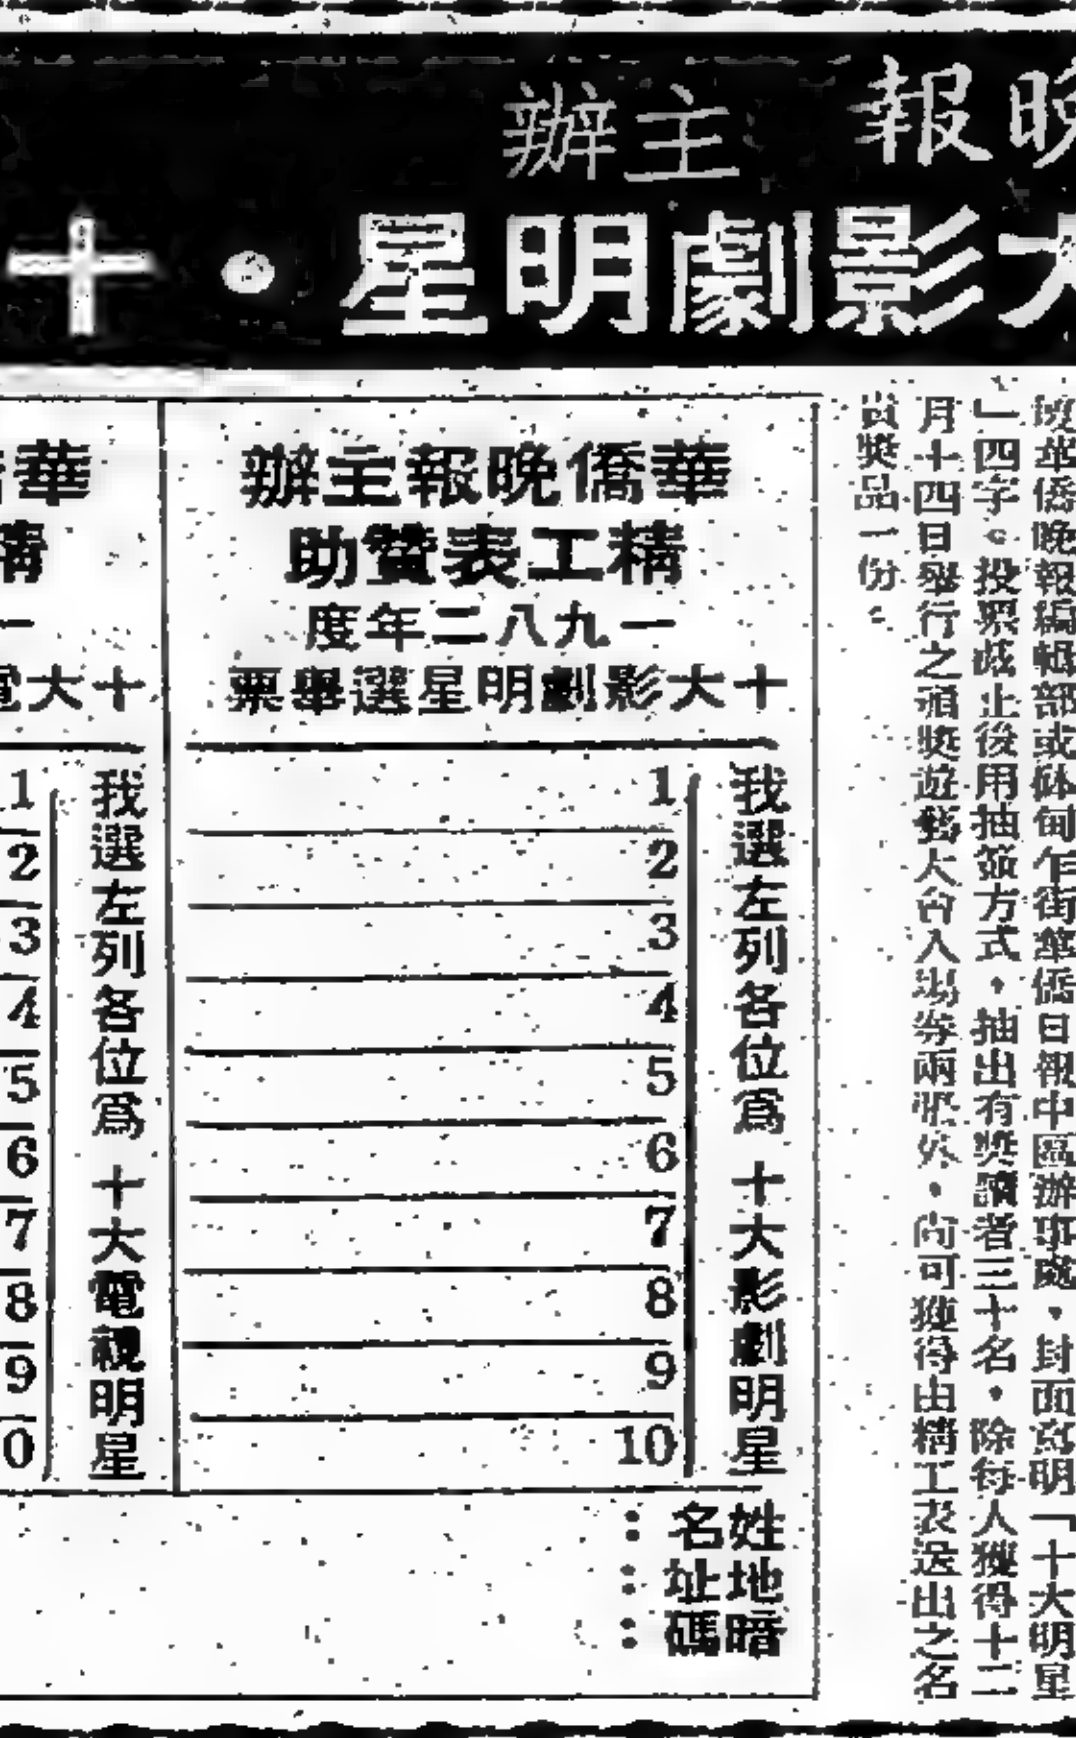 晚報 主辦
大影劇明星・十
華僑晚報編輯部或砵甸乍街華僑日報中區辦事處，封面寫明「十大明星
」四字。投票截止後用抽簽方式，抽出有獎讀者三十名。除每人獲得十二
月十四日舉行之頒獎遊藝大會入場券兩張外，尚可獲得由精工表送出之名
貴獎品一份。
華僑晚報主辦
精工表贊助
一九八二年度
十大影劇明星選舉票
我選左列各位爲 十大影劇明星
1
2
3
4
5
6
7
8
9
10
姓名：
地址：
暗碼：
華
精
一
十大電
我選左列各位爲 十大電視明星
1
2
3
4
5
6
7
8
9
0